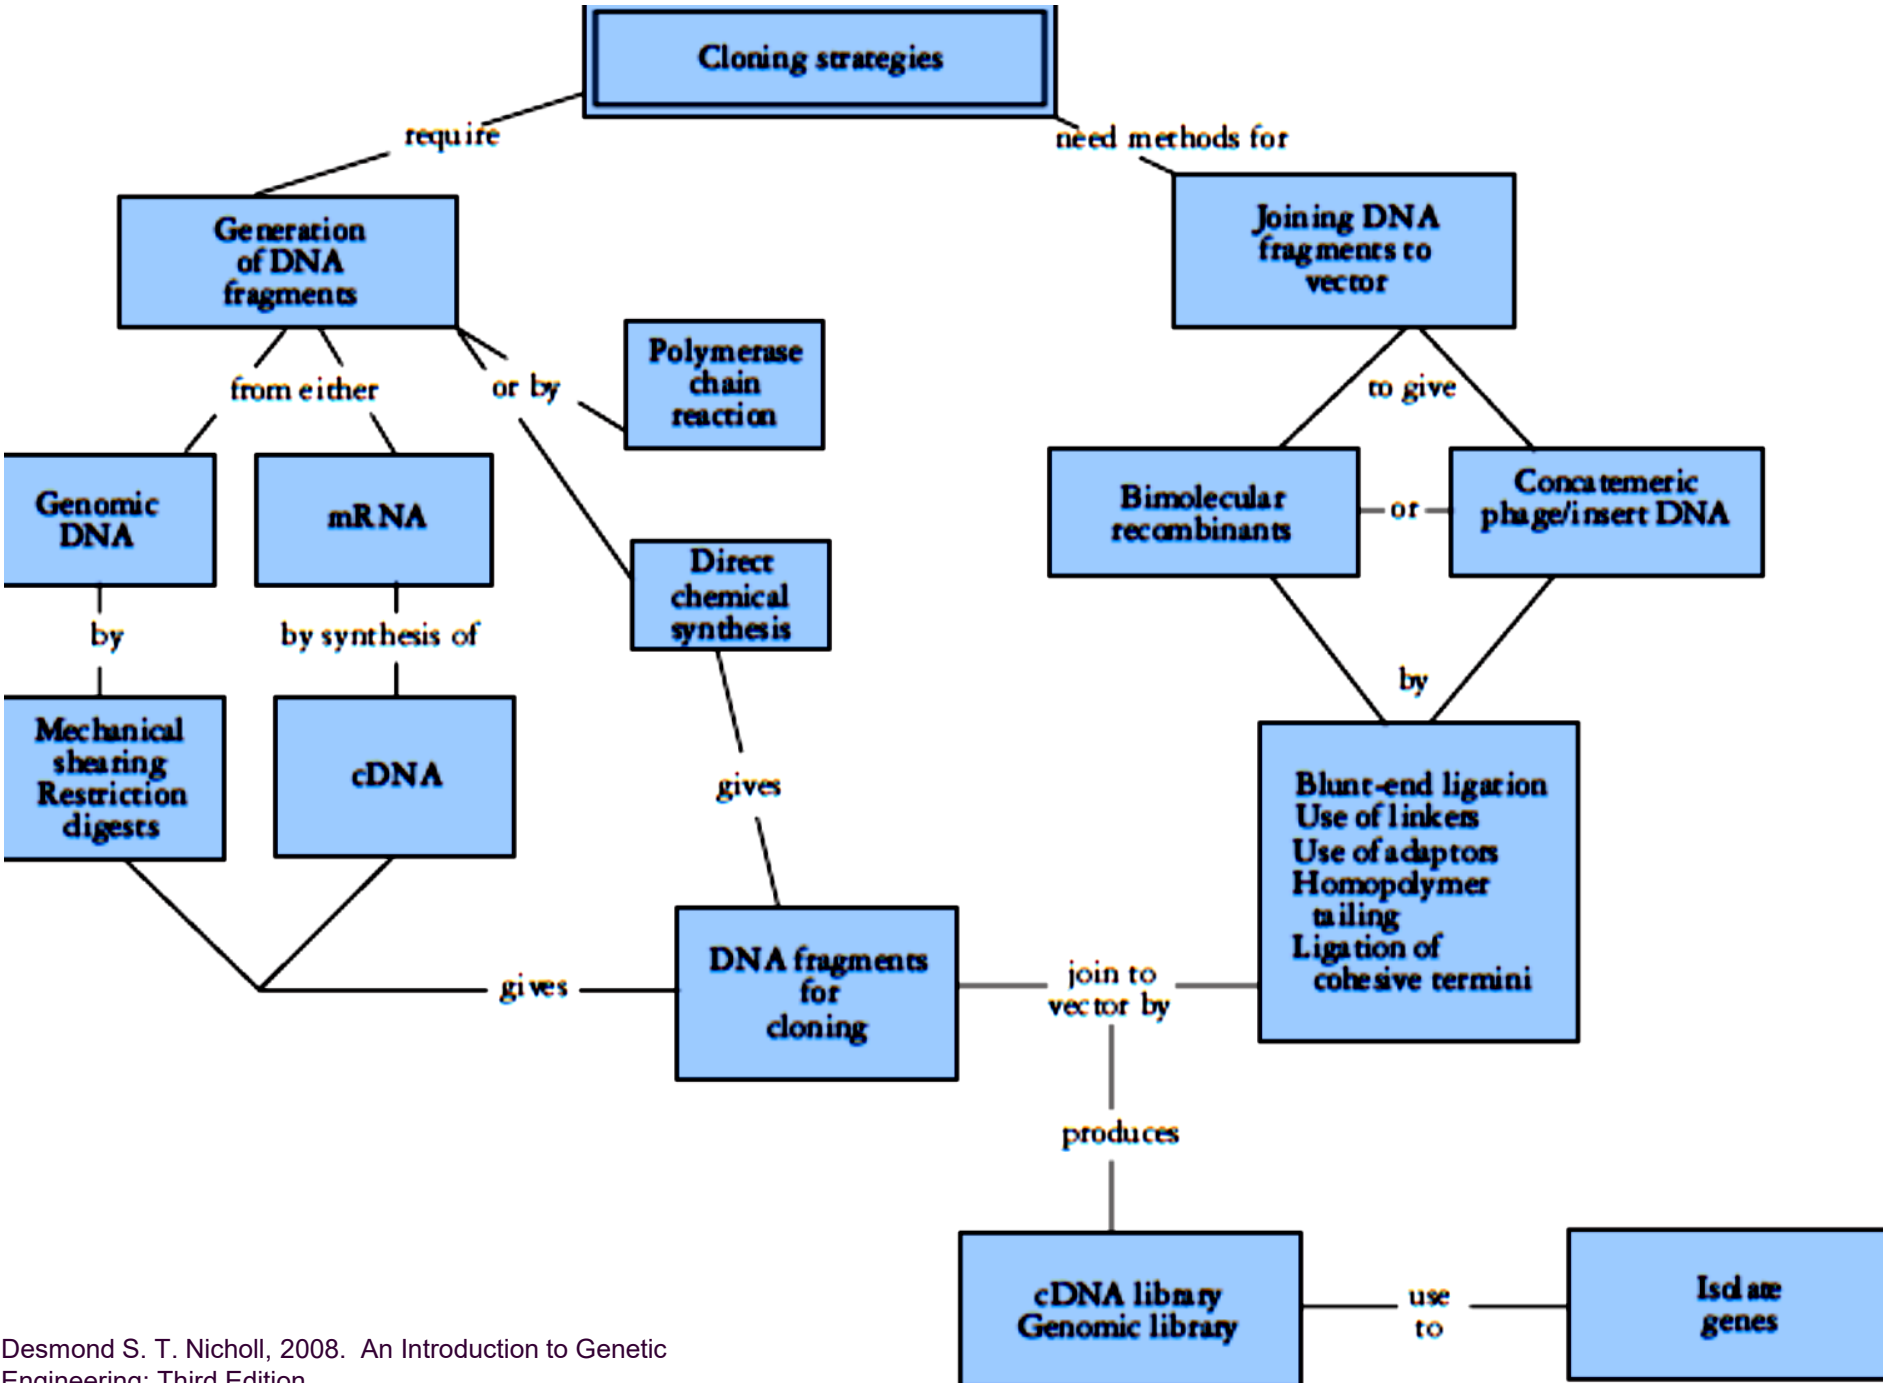 Cloning strategies
require
need methods for
Generation
of DNA
fragments
Joining DNA
fragments to
vector
from either
or by
Polymerase
chain
reaction
to give
Genomic
DNA
mRNA
Bimolecular
recombinants
or
Concatemeric
phage/insert DNA
by
by synthesis of
Direct
chemical
synthesis
by
Mechanical
shearing
Restriction
digests
cDNA
gives
Blunt-end ligation
Use of linkers
Use of adaptors
Homopolymer
tailing
Ligation of
cohesive termini
gives
DNA fragments
for
cloning
join to
vector by
produces
cDNA library
Genomic library
use
to
Isolate
genes
Desmond S. T. Nicholl, 2008. An Introduction to Genetic
Engineering: Third Edition